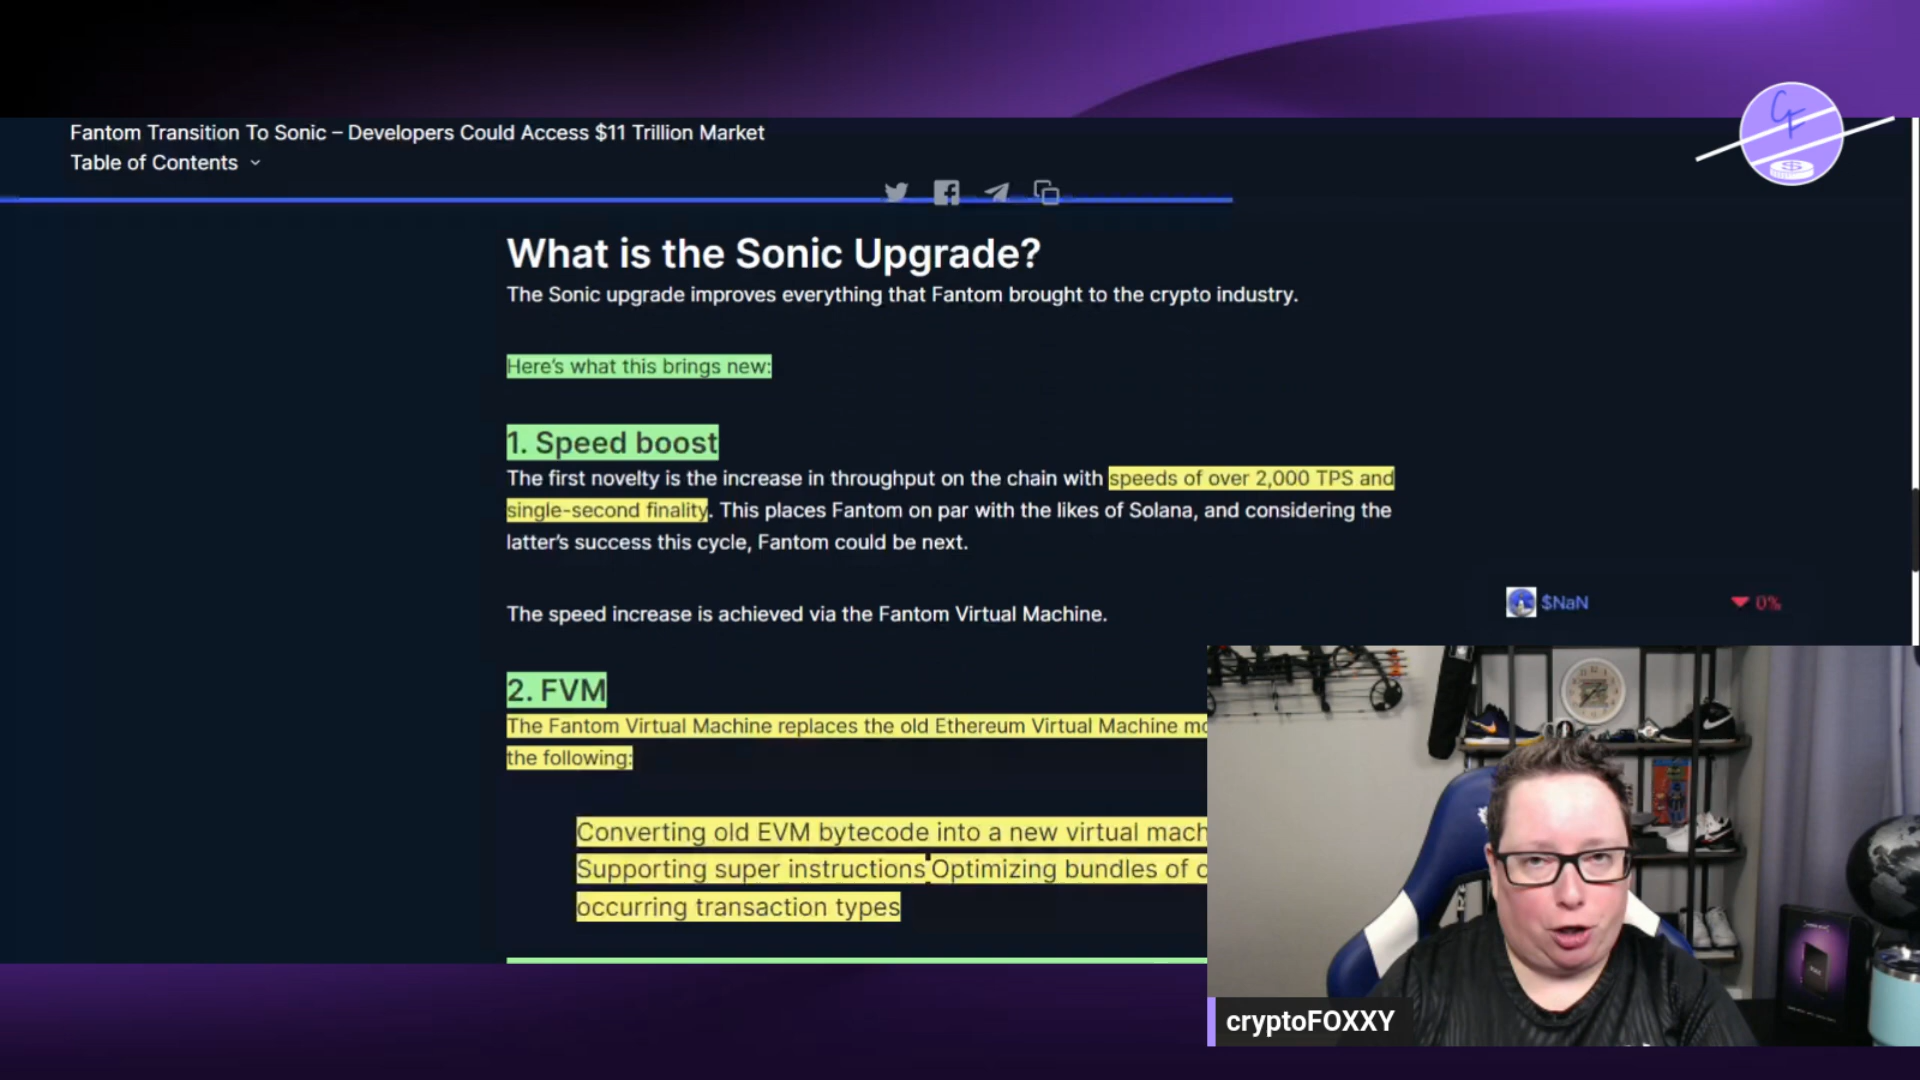 Fantom Transition To Sonic – Developers Could Access $11 Trillion Market
Table of Contents
CF
$
What is the Sonic Upgrade?
The Sonic upgrade improves everything that Fantom brought to the crypto industry.
Here’s what this brings new:
1. Speed boost
The first novelty is the increase in throughput on the chain with speeds of over 2,000 TPS and
single-second finality. This places Fantom on par with the likes of Solana, and considering the
latter’s success this cycle, Fantom could be next.
$NaN 0%
The speed increase is achieved via the Fantom Virtual Machine.
2. FVM
The Fantom Virtual Machine replaces the old Ethereum Virtual Machine
the following:
Converting old EVM bytecode into a new virtual
Supporting super instructions Optimizing bundles of
occurring transaction types
cryptoFOXXY